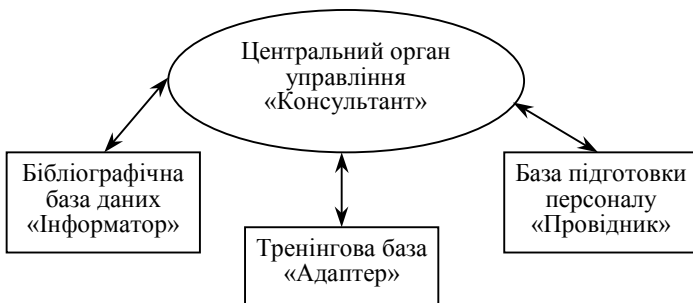 Центральний орган
управління
«Консультант»
Бібліографічна
база даних
«Інформатор»
Тренінгова база
«Адаптер»
База підготовки
персоналу
«Провідник»